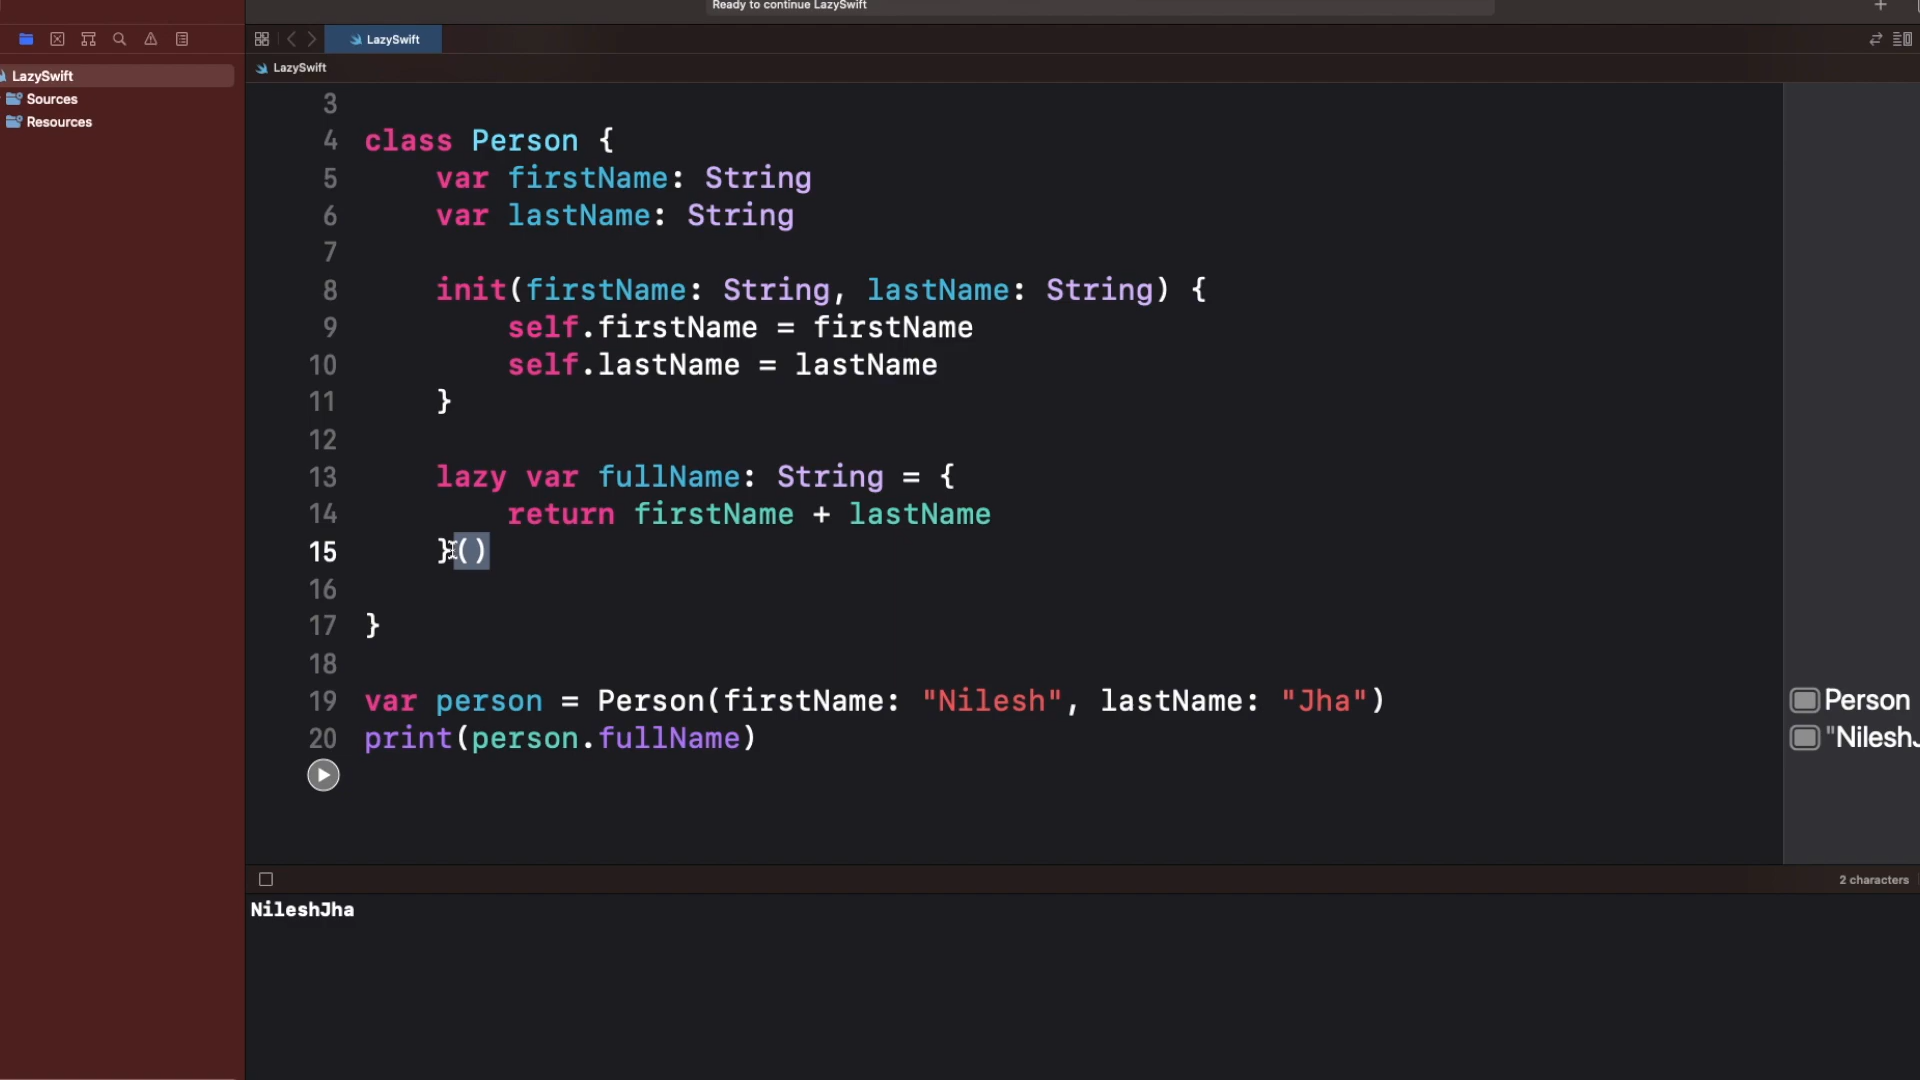 Ready to continue LazySwift
LazySwift
LazySwift
LazySwift
Sources
Resources
3
4 class Person {
5 var firstName: String
6 var lastName: String
7
8 init(firstName: String, lastName: String) {
9 self.firstName = firstName
10 self.lastName = lastName
11 }
12
13 lazy var fullName: String = {
14 return firstName + lastName
15 }()
16
17 }
18
19 var person = Person(firstName: "Nilesh", lastName: "Jha")
20 print(person.fullName)
Person
"NileshJ
2 characters
NileshJha